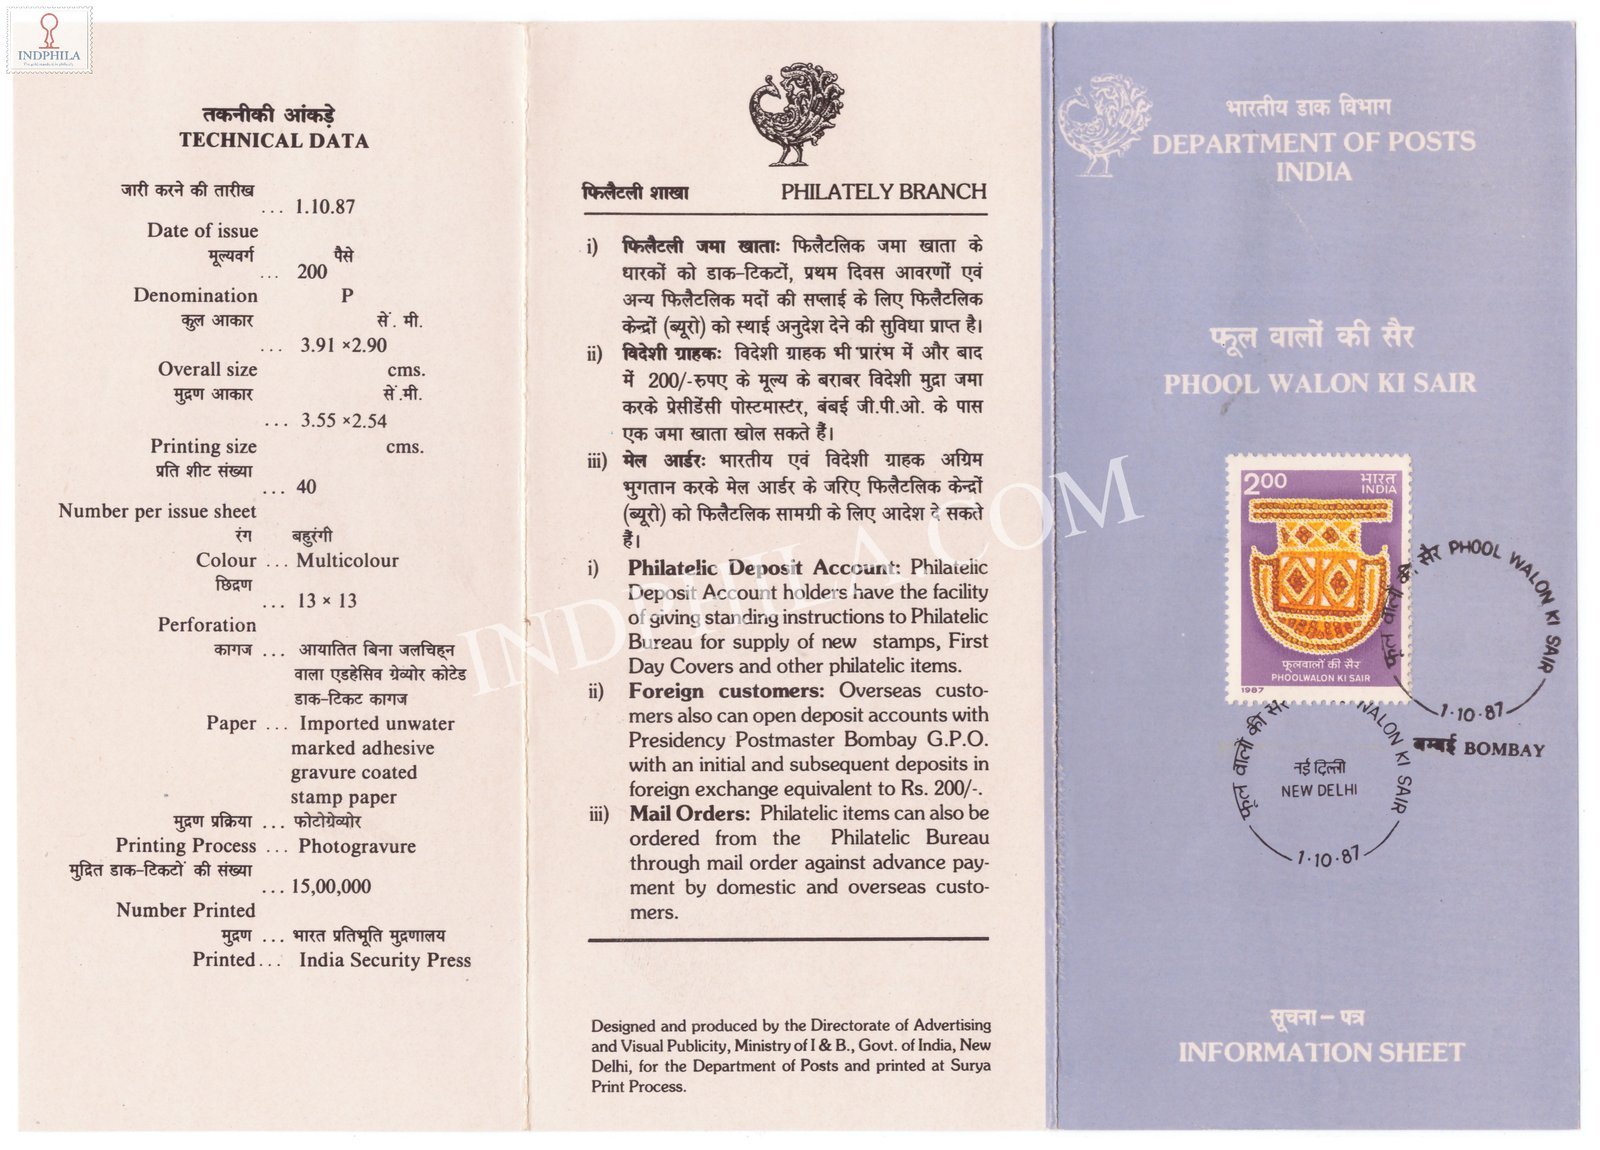 INDPHILA
तकनीकी आंकड़े
TECHNICAL DATA
जारी करने की तारीख
... 1.10.87
Date of issue
मूल्यवर्ग पैसे
... 200
Denomination P
कुल आकार सें. मी.
... 3.91 ×2.90
Overall size cms.
मुद्रण आकार सें.मी.
... 3.55 ×2.54
Printing size cms.
प्रति शीट संख्या
... 40
Number per issue sheet
रंग बहुरंगी
Colour ... Multicolour
छिद्रण
... 13 × 13
Perforation
कागज ... आयातित बिना जलचिह्न
वाला एडहेसिव ग्रेव्योर कोटेड
डाक-टिकट कागज
Paper ... Imported unwater
marked adhesive
gravure coated
stamp paper
मुद्रण प्रक्रिया ... फोटोग्रेव्योर
Printing Process ... Photogravure
मुद्रित डाक-टिकटों की संख्या
... 15,00,000
Number Printed
मुद्रण ... भारत प्रतिभूति मुद्रणालय
Printed... India Security Press
फिलैटली शाखा PHILATELY BRANCH
i) फिलैटली जमा खाताः फिलैटलिक जमा खाता के
धारकों को डाक-टिकटों, प्रथम दिवस आवरणों एवं
अन्य फिलैटलिक मदों की सप्लाई के लिए फिलैटलिक
केन्द्रों (ब्यूरो) को स्थाई अनुदेश देने की सुविधा प्राप्त है।
ii) विदेशी ग्राहकः विदेशी ग्राहक भी प्रारंभ में और बाद
में 200/-रुपए के मूल्य के बराबर विदेशी मुद्रा जमा
करके प्रेसीडेंसी पोस्टमास्टर, बंबई जी.पी.ओ. के पास
एक जमा खाता खोल सकते हैं।
iii) मेल आर्डरः भारतीय एवं विदेशी ग्राहक अग्रिम
भुगतान करके मेल आर्डर के जरिए फिलैटलिक केन्द्रों
(ब्यूरो) को फिलैटलिक सामग्री के लिए आदेश दे सकते
हैं।
i) Philatelic Deposit Account: Philatelic
Deposit Account holders have the facility
of giving standing instructions to Philatelic
Bureau for supply of new stamps, First
Day Covers and other philatelic items.
ii) Foreign customers: Overseas custo-
mers also can open deposit accounts with
Presidency Postmaster Bombay G.P.O.
with an initial and subsequent deposits in
foreign exchange equivalent to Rs. 200/-.
iii) Mail Orders: Philatelic items can also be
ordered from the Philatelic Bureau
through mail order against advance pay-
ment by domestic and overseas custo-
mers.
Designed and produced by the Directorate of Advertising
and Visual Publicity, Ministry of I & B., Govt. of India, New
Delhi, for the Department of Posts and printed at Surya
Print Process.
भारतीय डाक विभाग
DEPARTMENT OF POSTS
INDIA
फूल वालों की सैर
PHOOL WALON KI SAIR
2.00 भारत
INDIA
फूलवालों की सैर
PHOOLWALON KI SAIR
1987
फूल वालों की सैर PHOOL WALON KI SAIR
1·10·87
बम्बई BOMBAY
फूल वालों की सैर WALON KI SAIR
नई दिल्ली
NEW DELHI
1·10·87
सूचना – पत्र
INFORMATION SHEET
INDPHILA.COM